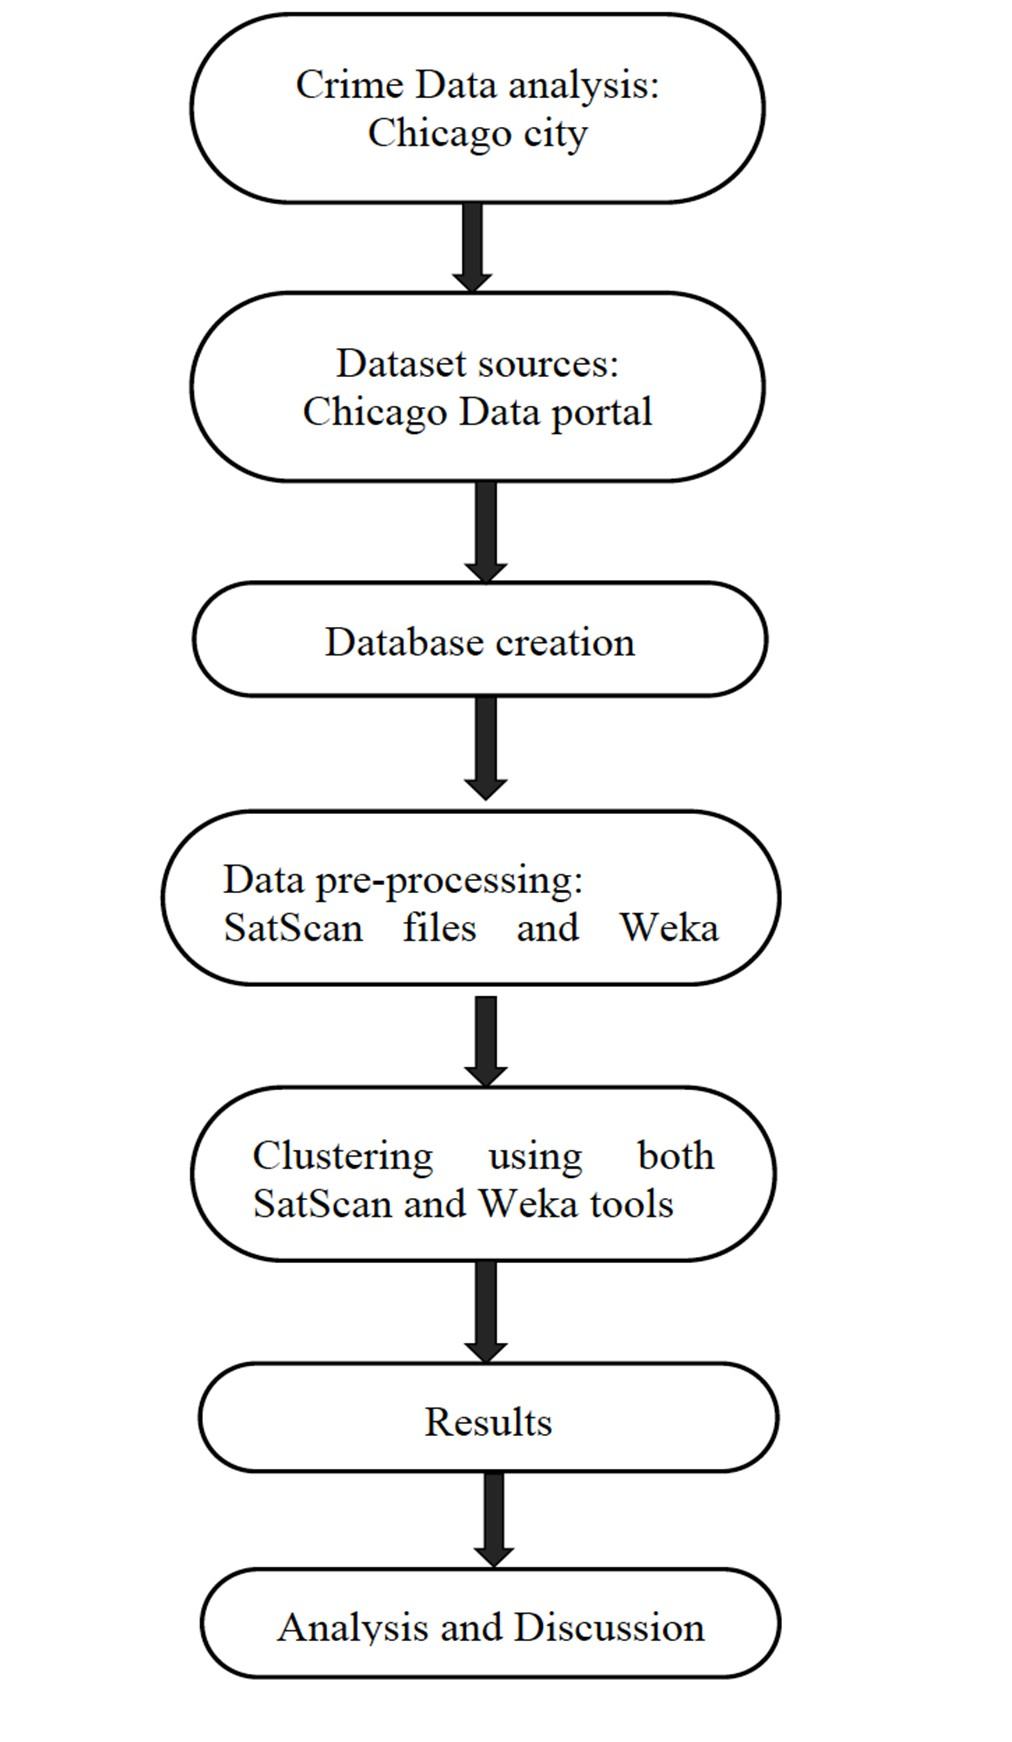 Crime Data analysis:
Chicago city
Dataset sources:
Chicago Data portal
Database creation
Data pre-processing:
SatScan files and Weka
Clustering using both
SatScan and Weka tools
Results
Analysis and Discussion